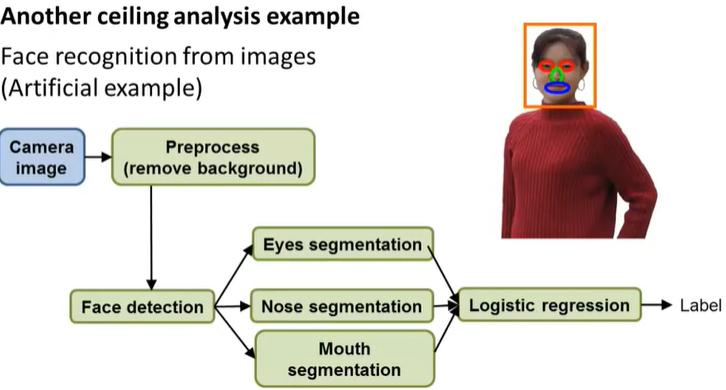 Another ceiling analysis example
Face recognition from images
(Artificial example)
Camera
image
Preprocess
(remove background)
Eyes segmentation
Face detection
Nose segmentation
Logistic regression
Label
Mouth
segmentation